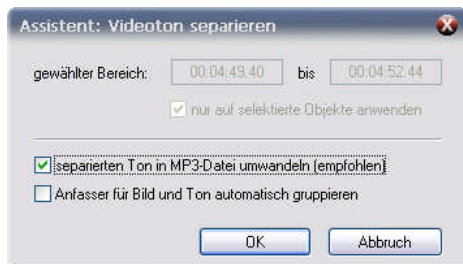 Assistent: Videoton separieren
gewählter Bereich: 00:04:49.40 bis 00:04:52.44
nur auf selektierte Objekte anwenden
separierten Ton in MP3-Datei umwandeln (empfohlen)
Anfasser für Bild und Ton automatisch gruppieren
OK Abbruch